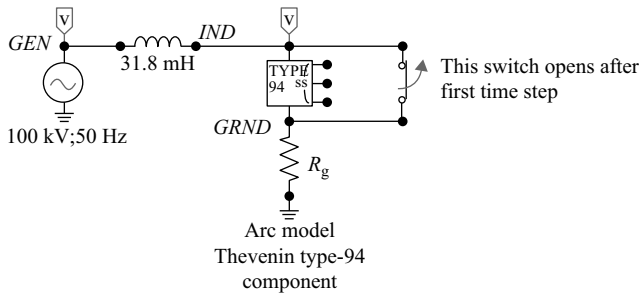 V
V
GEN
IND
31.8 mH
TYPE
94
SS
This switch opens after
first time step
100 kV;50 Hz
GRND
Rg
Arc model
Thevenin type-94
component